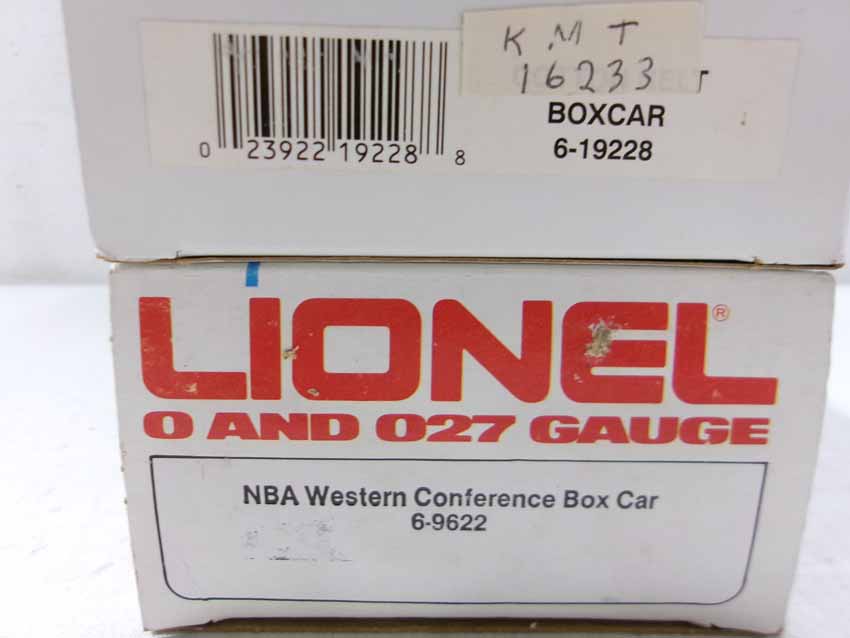 K M T
16233 T
BOXCAR
6-19228
0 23922 19228 8
LIONEL®
O AND O27 GAUGE
NBA Western Conference Box Car
6-9622